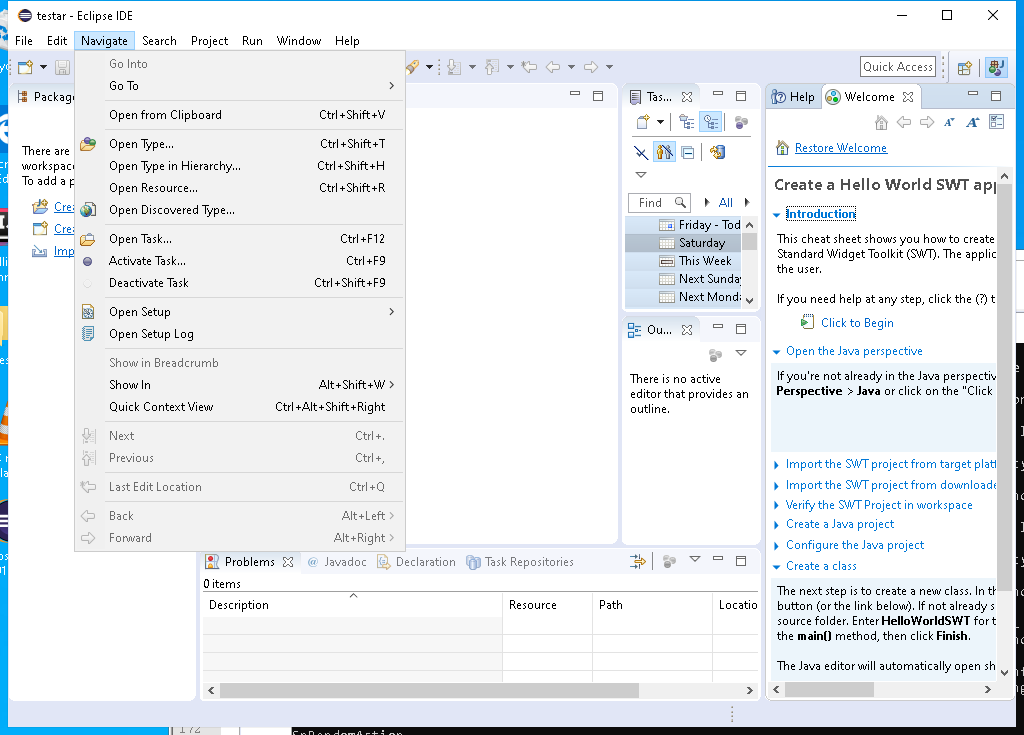 testar - Eclipse IDE
File Edit Navigate Search Project Run Window Help
Quick Access
Go Into
Go To
Open from Clipboard Ctrl+Shift+V
Open Type... Ctrl+Shift+T
Open Type in Hierarchy... Ctrl+Shift+H
Open Resource... Ctrl+Shift+R
Open Discovered Type...
Open Task... Ctrl+F12
Activate Task... Ctrl+F9
Deactivate Task Ctrl+Shift+F9
Open Setup
Open Setup Log
Show in Breadcrumb
Show In Alt+Shift+W
Quick Context View Ctrl+Alt+Shift+Right
Next Ctrl+.
Previous Ctrl+,
Last Edit Location Ctrl+Q
Back Alt+Left
Forward Alt+Right
Packag
There are
workspac
To add a p
Cre
Cre
Imp
Tas...
Find All
Friday - Tod
Saturday
This Week
Next Sunda
Next Mond
Ou...
There is no active
editor that provides an
outline.
Help Welcome
Restore Welcome
Create a Hello World SWT app
Introduction
This cheat sheet shows you how to create
Standard Widget Toolkit (SWT). The applic
the user.
If you need help at any step, click the (?) t
Click to Begin
Open the Java perspective
If you're not already in the Java perspectiv
Perspective > Java or click on the "Click
Import the SWT project from target platf
Import the SWT project from downloade
Verify the SWT Project in workspace
Create a Java project
Configure the Java project
Create a class
The next step is to create a new class. In th
button (or the link below). If not already s
source folder. Enter HelloWorldSWT for t
the main() method, then click Finish.
The Java editor will automatically open sh
Problems @ Javadoc Declaration Task Repositories
0 items
Description Resource Path Locatio
172